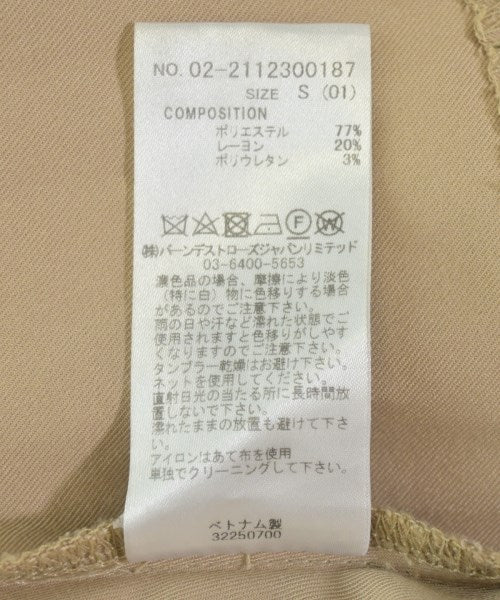 NO. 02-2112300187
SIZE S (01)
COMPOSITION
ポリエステル 77%
レーヨン 20%
ポリウレタン 3%
㈱バーンデストローズジャパンリミテッド
03-6400-5653
濃色品の場合、摩擦により淡色
(特に白)物に色移りする場合
があるのでご注意下さい。
雨の日や汗など濡れた状態でご
使用されますと色移りがしやす
くなりますのでご注意下さい。
タンブラー乾燥はお避け下さい。
ネットを使用してください。
直射日光の当たる所に長時間放
置しないで下さい。
濡れたままの放置も避けて下さ
い。
アイロンはあて布を使用
単独でクリーニングして下さい。
ベトナム製
32250700